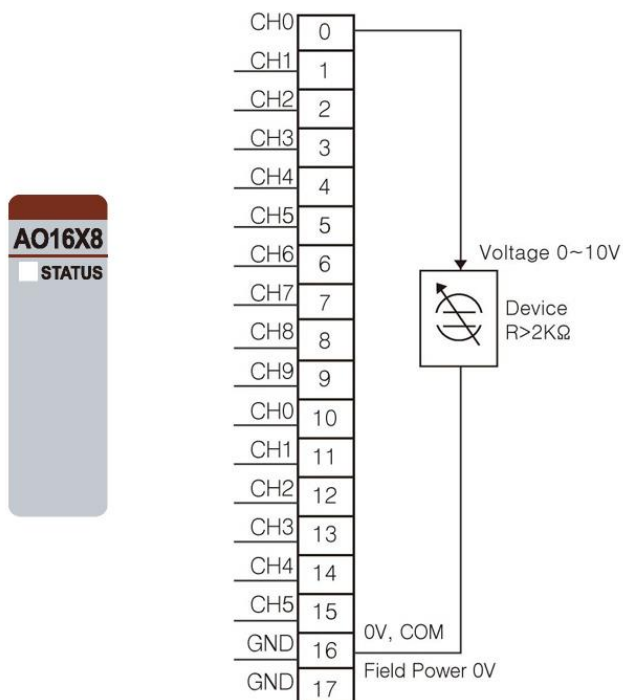 AO16X8
STATUS
CH0 0
CH1 1
CH2 2
CH3 3
CH4 4
CH5 5
CH6 6
CH7 7
CH8 8
CH9 9
CH0 10
CH1 11
CH2 12
CH3 13
CH4 14
CH5 15
GND 16
GND 17
Voltage 0~10V
Device
R>2KΩ
0V, COM
Field Power 0V